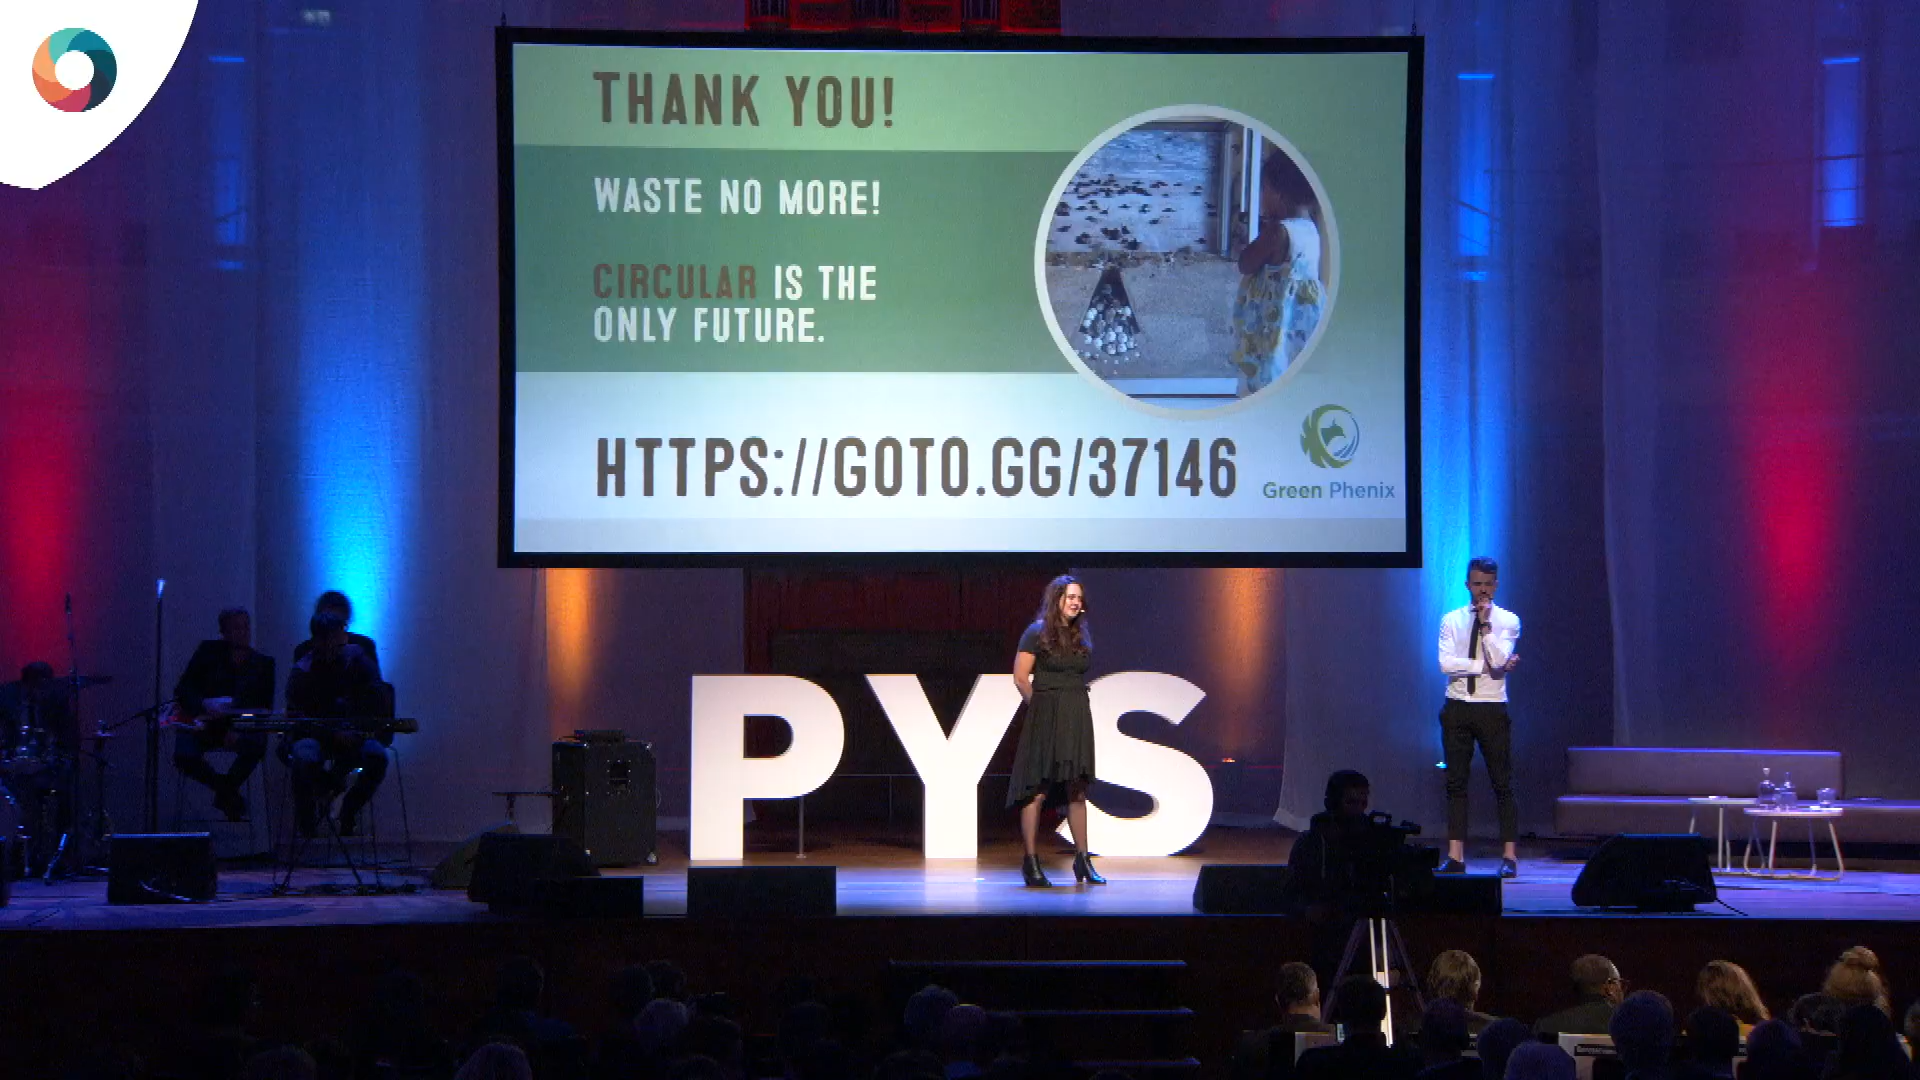 THANK YOU!
WASTE NO MORE!
CIRCULAR IS THE
ONLY FUTURE.
HTTPS://GOTO.GG/37146
Green Phenix
PYS